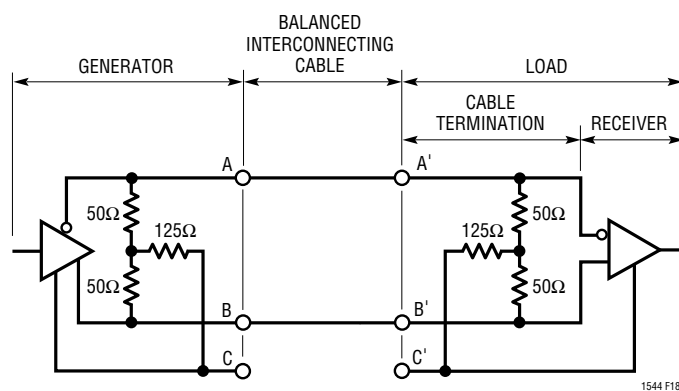 BALANCED
INTERCONNECTING
CABLE
GENERATOR
LOAD
CABLE
TERMINATION
RECEIVER
A
A'
50Ω
125Ω
50Ω
B
C
50Ω
125Ω
50Ω
B'
C'
1544 F18